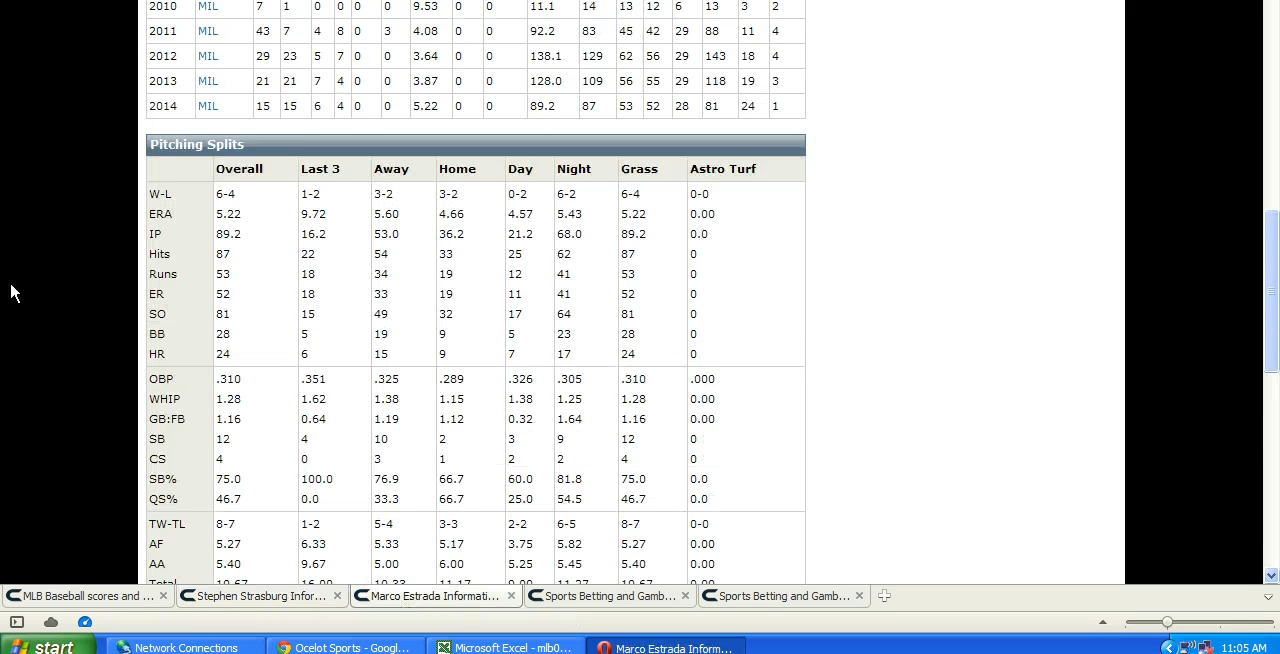 2010 MIL 7 1 0 0 0 0 9.53 0 0 11.1 14 13 12 6 13 3 2
2011 MIL 43 7 4 8 0 3 4.08 0 0 92.2 83 45 42 29 88 11 4
2012 MIL 29 23 5 7 0 0 3.64 0 0 138.1 129 62 56 29 143 18 4
2013 MIL 21 21 7 4 0 0 3.87 0 0 128.0 109 56 55 29 118 19 3
2014 MIL 15 15 6 4 0 0 5.22 0 0 89.2 87 53 52 28 81 24 1
Pitching Splits
Overall Last 3 Away Home Day Night Grass Astro Turf
W-L 6-4 1-2 3-2 3-2 0-2 6-2 6-4 0-0
ERA 5.22 9.72 5.60 4.66 4.57 5.43 5.22 0.00
IP 89.2 16.2 53.0 36.2 21.2 68.0 89.2 0.0
Hits 87 22 54 33 25 62 87 0
Runs 53 18 34 19 12 41 53 0
ER 52 18 33 19 11 41 52 0
SO 81 15 49 32 17 64 81 0
BB 28 5 19 9 5 23 28 0
HR 24 6 15 9 7 17 24 0
OBP .310 .351 .325 .289 .326 .305 .310 .000
WHIP 1.28 1.62 1.38 1.15 1.38 1.25 1.28 0.00
GB:FB 1.16 0.64 1.19 1.12 0.32 1.64 1.16 0.00
SB 12 4 10 2 3 9 12 0
CS 4 0 3 1 2 2 4 0
SB% 75.0 100.0 76.9 66.7 60.0 81.8 75.0 0.0
QS% 46.7 0.0 33.3 66.7 25.0 54.5 46.7 0.0
TW-TL 8-7 1-2 5-4 3-3 2-2 6-5 8-7 0-0
AF 5.27 6.33 5.33 5.17 3.75 5.82 5.27 0.00
AA 5.40 9.67 5.00 6.00 5.25 5.45 5.40 0.00
Total 10.67 16.00 10.33 11.17 9.00 11.27 10.67 0.00
MLB Baseball scores and ... Stephen Strasburg Infor... Marco Estrada Informati... Sports Betting and Gamb... Sports Betting and Gamb...
start Network Connections Ocelot Sports - Googl... Microsoft Excel - mlb0... Marco Estrada Inform... 11:05 AM